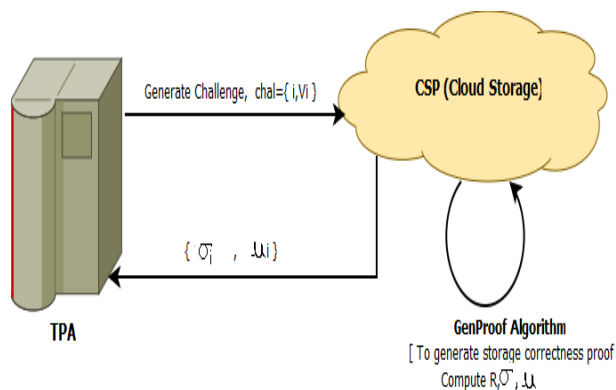 Generate Challenge, chal={ i,Vi }
CSP (Cloud Storage)
{ σi , μi }
TPA
GenProof Algorithm
[ To generate storage correctness proof
Compute R,σ, μ